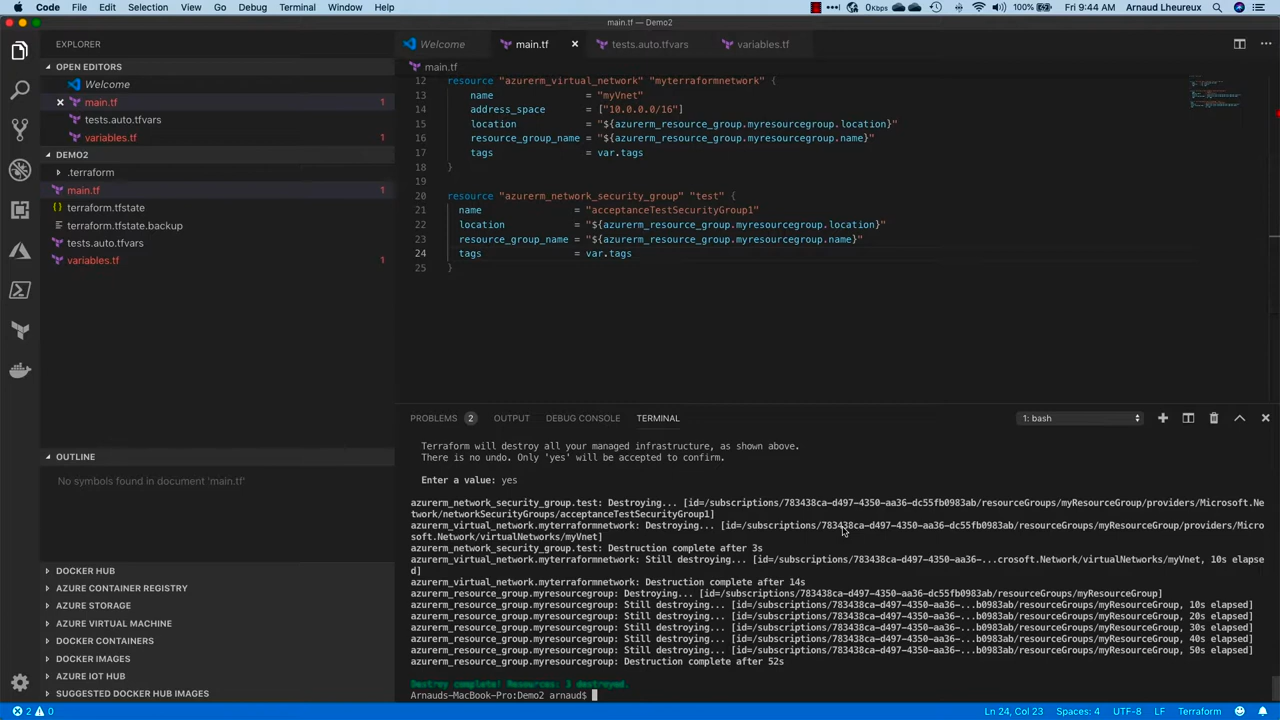 Code File Edit Selection View Go Debug Terminal Window Help 0Kbps 100% Fri 9:44 AM Arnaud Lheureux
main.tf — Demo2
EXPLORER
OPEN EDITORS
Welcome
main.tf 1
tests.auto.tfvars
variables.tf 1
DEMO2
.terraform
main.tf 1
terraform.tfstate
terraform.tfstate.backup
tests.auto.tfvars
variables.tf 1
OUTLINE
No symbols found in document 'main.tf'
DOCKER HUB
AZURE CONTAINER REGISTRY
AZURE STORAGE
AZURE VIRTUAL MACHINE
DOCKER CONTAINERS
DOCKER IMAGES
AZURE IOT HUB
SUGGESTED DOCKER HUB IMAGES
Welcome main.tf tests.auto.tfvars variables.tf
main.tf
12 resource "azurerm_virtual_network" "myterraformnetwork" {
13 name = "myVnet"
14 address_space = ["10.0.0.0/16"]
15 location = "${azurerm_resource_group.myresourcegroup.location}"
16 resource_group_name = "${azurerm_resource_group.myresourcegroup.name}"
17 tags = var.tags
18 }
19
20 resource "azurerm_network_security_group" "test" {
21 name = "acceptanceTestSecurityGroup1"
22 location = "${azurerm_resource_group.myresourcegroup.location}"
23 resource_group_name = "${azurerm_resource_group.myresourcegroup.name}"
24 tags = var.tags
25 }
PROBLEMS 2 OUTPUT DEBUG CONSOLE TERMINAL 1: bash
Terraform will destroy all your managed infrastructure, as shown above.
There is no undo. Only 'yes' will be accepted to confirm.
Enter a value: yes
azurerm_network_security_group.test: Destroying... [id=/subscriptions/783438ca-d497-4350-aa36-dc55fb0983ab/resourceGroups/myResourceGroup/providers/Microsoft.Ne
twork/networkSecurityGroups/acceptanceTestSecurityGroup1]
azurerm_virtual_network.myterraformnetwork: Destroying... [id=/subscriptions/783438ca-d497-4350-aa36-dc55fb0983ab/resourceGroups/myResourceGroup/providers/Micro
soft.Network/virtualNetworks/myVnet]
azurerm_network_security_group.test: Destruction complete after 3s
azurerm_virtual_network.myterraformnetwork: Still destroying... [id=/subscriptions/783438ca-d497-4350-aa36-...crosoft.Network/virtualNetworks/myVnet, 10s elapse
d]
azurerm_virtual_network.myterraformnetwork: Destruction complete after 14s
azurerm_resource_group.myresourcegroup: Destroying... [id=/subscriptions/783438ca-d497-4350-aa36-dc55fb0983ab/resourceGroups/myResourceGroup]
azurerm_resource_group.myresourcegroup: Still destroying... [id=/subscriptions/783438ca-d497-4350-aa36-...b0983ab/resourceGroups/myResourceGroup, 10s elapsed]
azurerm_resource_group.myresourcegroup: Still destroying... [id=/subscriptions/783438ca-d497-4350-aa36-...b0983ab/resourceGroups/myResourceGroup, 20s elapsed]
azurerm_resource_group.myresourcegroup: Still destroying... [id=/subscriptions/783438ca-d497-4350-aa36-...b0983ab/resourceGroups/myResourceGroup, 30s elapsed]
azurerm_resource_group.myresourcegroup: Still destroying... [id=/subscriptions/783438ca-d497-4350-aa36-...b0983ab/resourceGroups/myResourceGroup, 40s elapsed]
azurerm_resource_group.myresourcegroup: Still destroying... [id=/subscriptions/783438ca-d497-4350-aa36-...b0983ab/resourceGroups/myResourceGroup, 50s elapsed]
azurerm_resource_group.myresourcegroup: Destruction complete after 52s
Destroy complete! Resources: 3 destroyed.
Arnauds-MacBook-Pro:Demo2 arnaud$
2 0 Ln 24, Col 23 Spaces: 4 UTF-8 LF Terraform